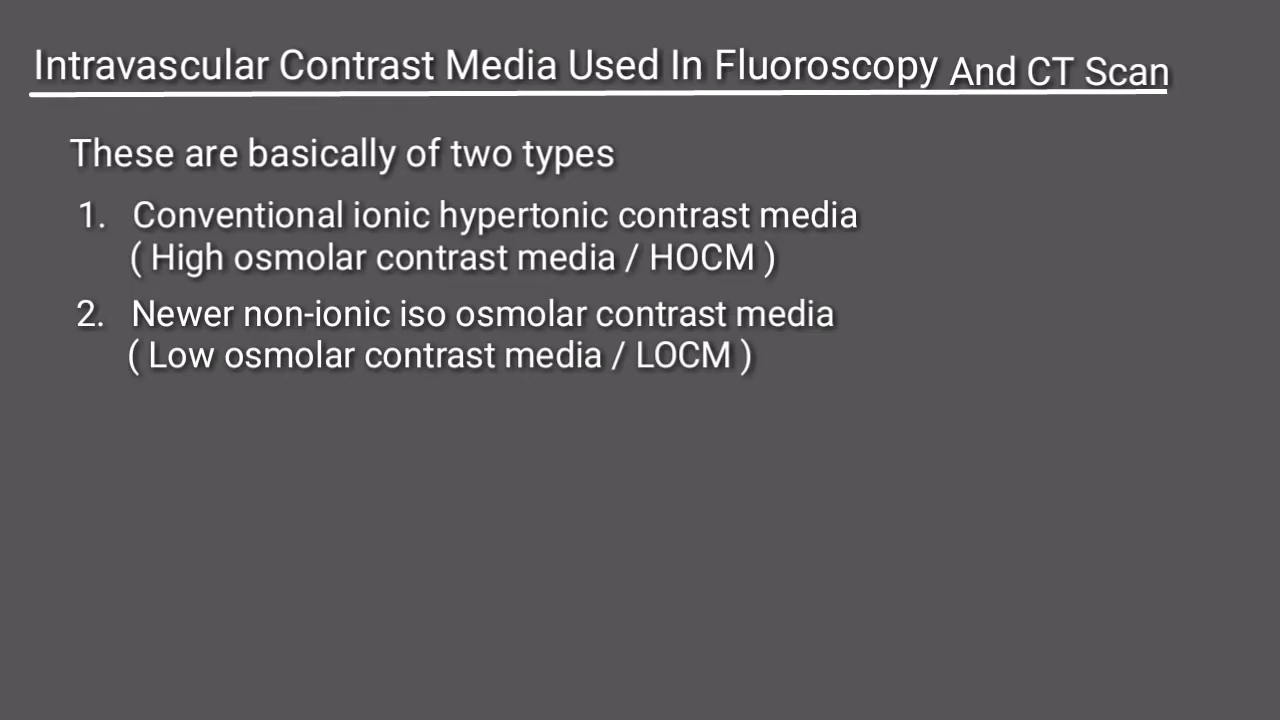 Intravascular Contrast Media Used In Fluoroscopy And CT Scan
These are basically of two types
1. Conventional ionic hypertonic contrast media
( High osmolar contrast media / HOCM )
2. Newer non-ionic iso osmolar contrast media
( Low osmolar contrast media / LOCM )